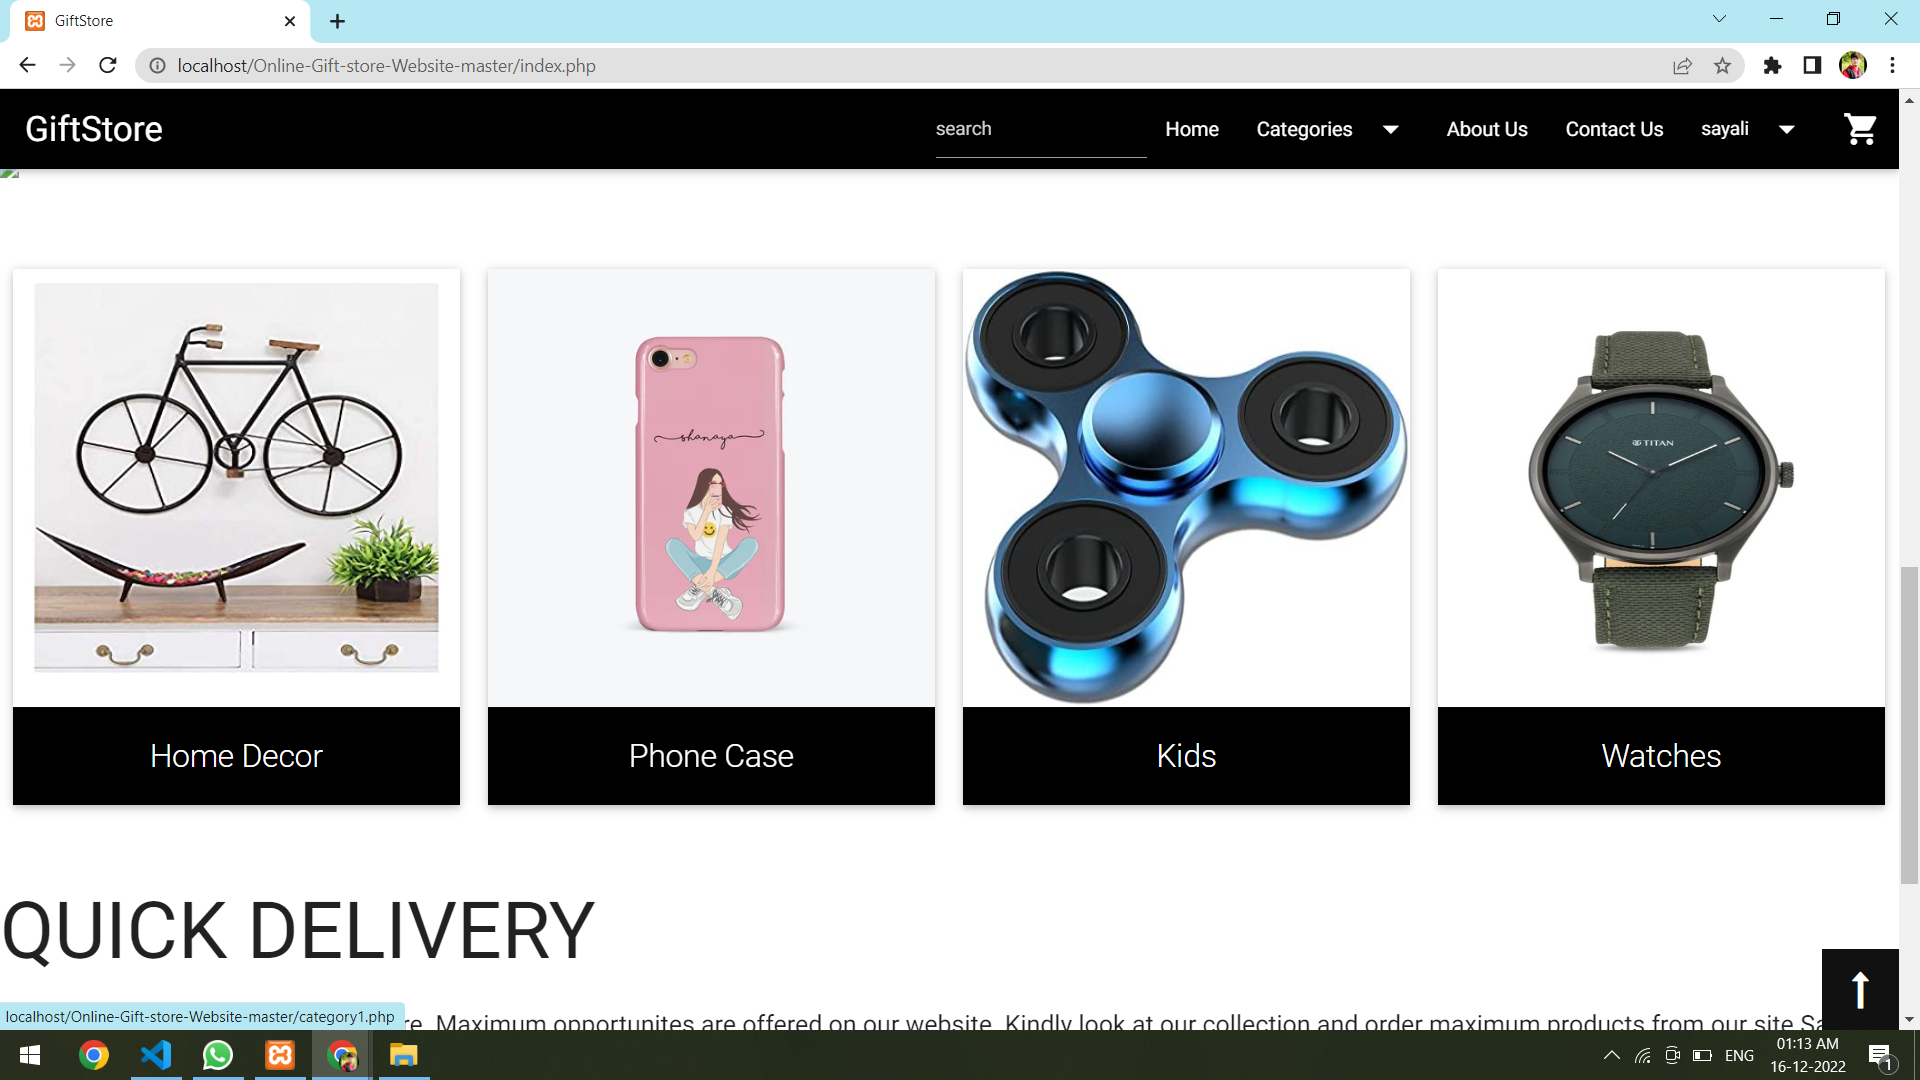 GiftStore
localhost/Online-Gift-store-Website-master/index.php
GiftStore
search
Home
Categories
About Us
Contact Us
sayali
shanaya
TITAN
Home Decor
Phone Case
Kids
Watches
QUICK DELIVERY
re. Maximum opportunites are offered on our website. Kindly look at our collection and order maximum products from our site.Sa
localhost/Online-Gift-store-Website-master/category1.php
ENG
01:13 AM
16-12-2022
1